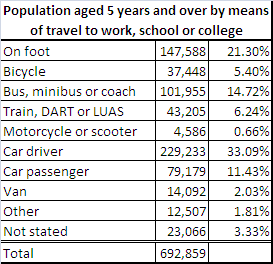 Population aged 5 years and over by means
of travel to work, school or college
On foot 147,588 21.30%
Bicycle 37,448 5.40%
Bus, minibus or coach 101,955 14.72%
Train, DART or LUAS 43,205 6.24%
Motorcycle or scooter 4,586 0.66%
Car driver 229,233 33.09%
Car passenger 79,179 11.43%
Van 14,092 2.03%
Other 12,507 1.81%
Not stated 23,066 3.33%
Total 692,859